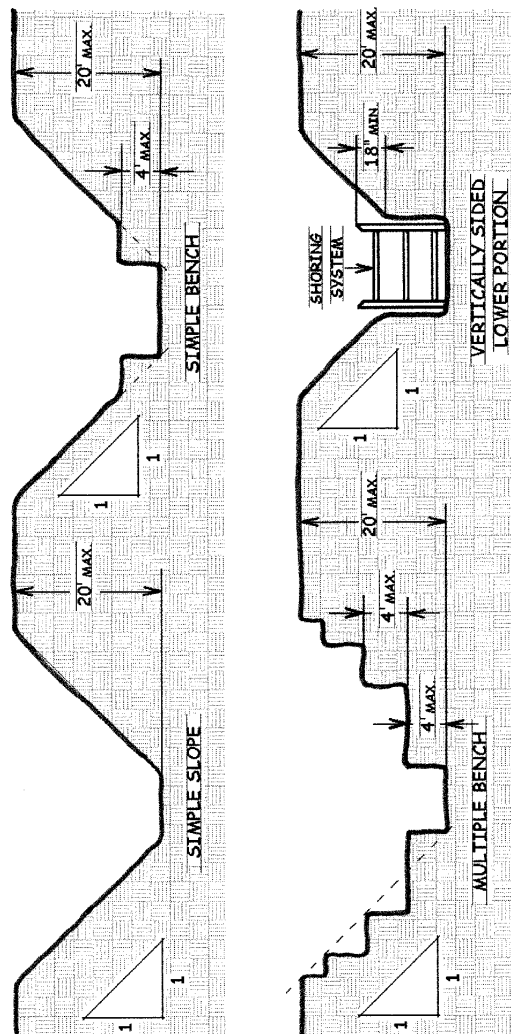 1
1
20' MAX.
SIMPLE SLOPE
1
1
4' MAX
20' MAX.
SIMPLE BENCH
1
1
4' MAX.
4' MAX.
20' MAX.
MULTIPLE BENCH
1
1
SHORING
SYSTEM
18" MIN.
20' MAX.
VERTICALLY SIDED
LOWER PORTION